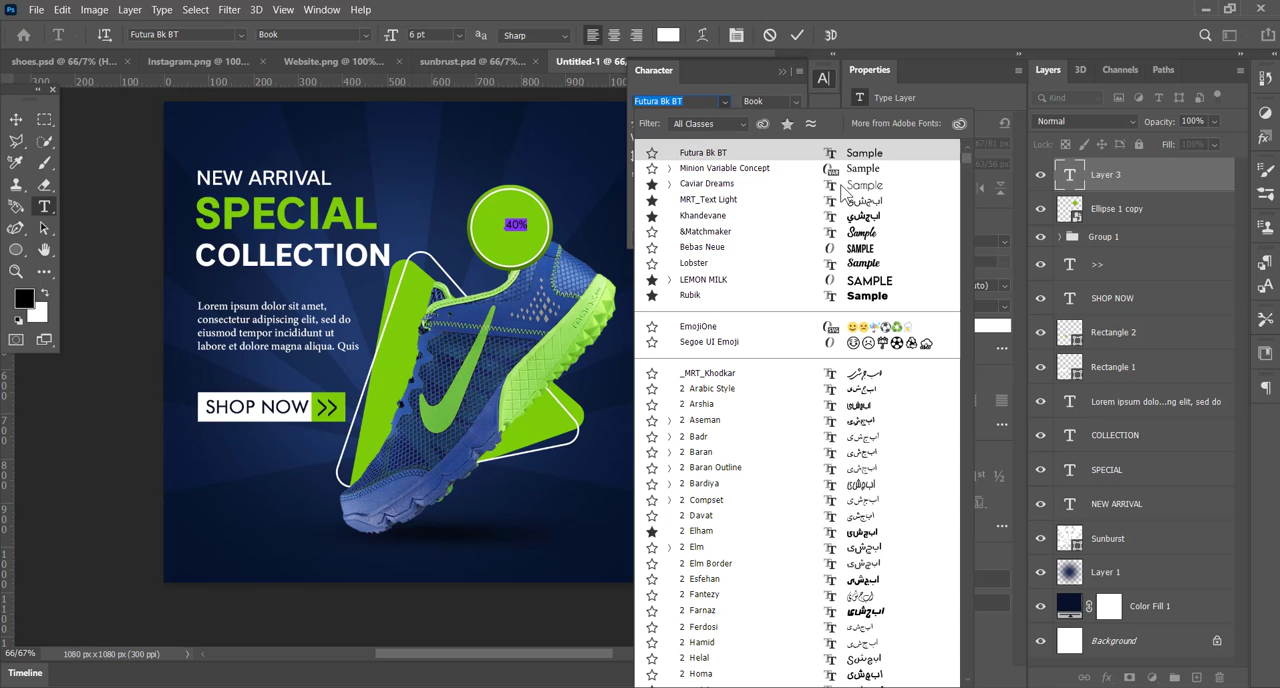 Ps File Edit Image Layer Type Select Filter 3D View Window Help
Futura Bk BT Book 6 pt Sharp 3D
shoes.psd @ 66/7% (H... Instagram.png @ 100... Website.png @ 100%... sunbrust.psd @ 66/7%... Untitled-1 @ 66,
NEW ARRIVAL
SPECIAL
COLLECTION
Lorem ipsum dolor sit amet,
consectetur adipiscing elit, sed do
eiusmod tempor incididunt ut
labore et dolore magna aliqua. Quis
SHOP NOW >>
40%
66/67% 1080 px x 1080 px (300 ppi)
Timeline
Character
Futura Bk BT Book
Filter: All Classes More from Adobe Fonts:
Futura Bk BT Sample
Minion Variable Concept Sample
Caviar Dreams Sample
MRT_Text Light ابجدشی
Khandevane ابجدشی
&Matchmaker Sample
Bebas Neue SAMPLE
Lobster Sample
LEMON MILK SAMPLE
Rubik Sample
EmojiOne
Segoe UI Emoji
_MRT_Khodkar
2 Arabic Style
2 Arshia
2 Aseman
2 Badr
2 Baran
2 Baran Outline
2 Bardiya
2 Compset
2 Davat
2 Elham
2 Elm
2 Elm Border
2 Esfehan
2 Fantezy
2 Farnaz
2 Ferdosi
2 Hamid
2 Helal
2 Homa
Properties
Type Layer
Layers 3D Channels Paths
Kind
Normal Opacity: 100%
Lock: Fill: 100%
Layer 3
Ellipse 1 copy
Group 1
>>
SHOP NOW
Rectangle 2
Rectangle 1
Lorem ipsum dolo...ng elit, sed do
COLLECTION
SPECIAL
NEW ARRIVAL
Sunburst
Layer 1
Color Fill 1
Background